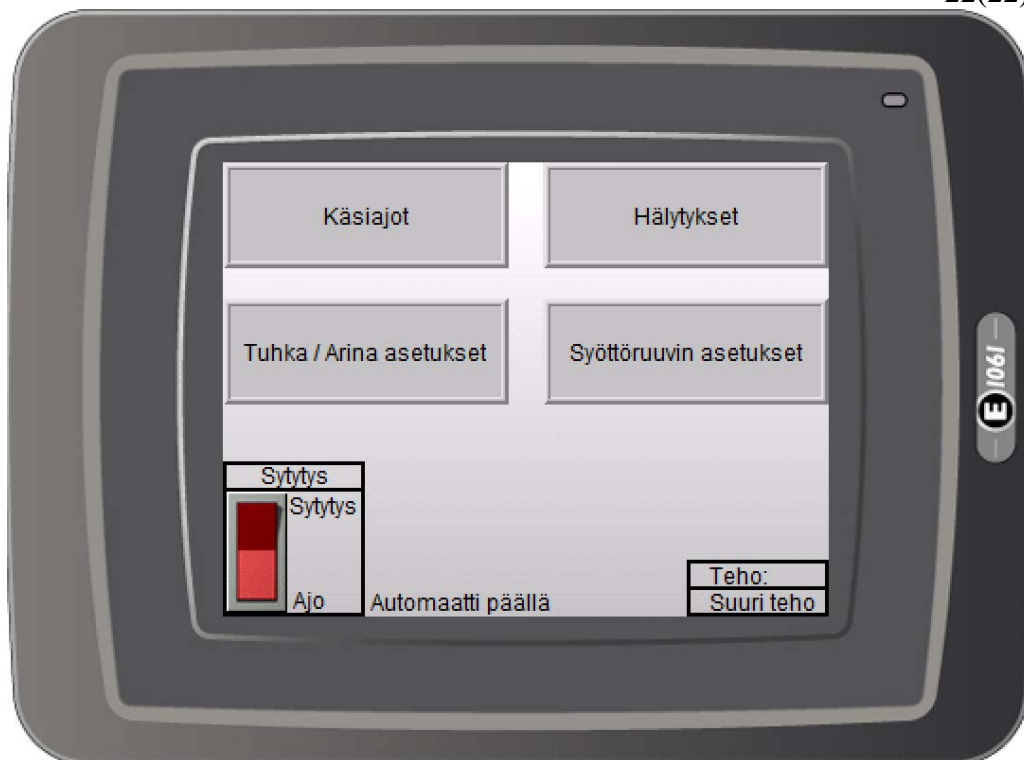 22(22)
Käsiajot
Hälytykset
Tuhka / Arina asetukset
Syöttöruuvin asetukset
Sytytys
Sytytys
Ajo
Automaatti päällä
Teho:
Suuri teho
E1061